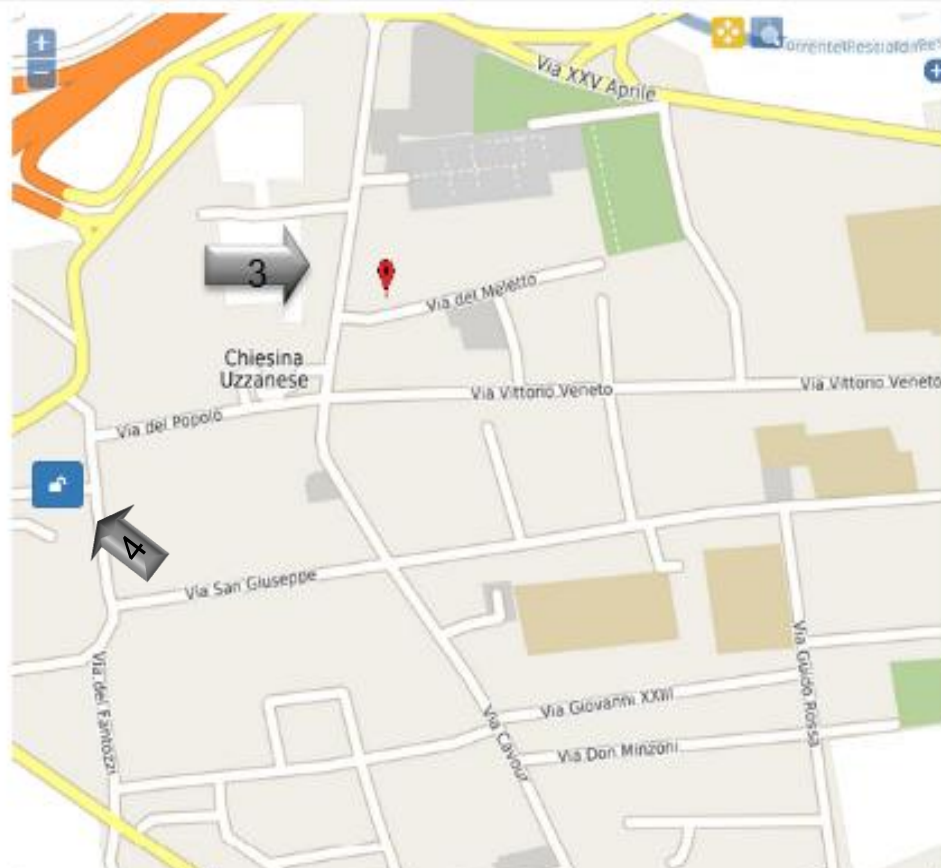 +
−
Via XXV Aprile
+
3
Via del Meletto
Chiesina
Uzzanese
Via Vittorio Veneto
Via Vittorio Veneto
Via del Popolo
4
Via San Giuseppe
Via dei Fantozzi
Via Guido Rossa
Via Giovanni XXIII
Via Cavour
Via Don Minzoni